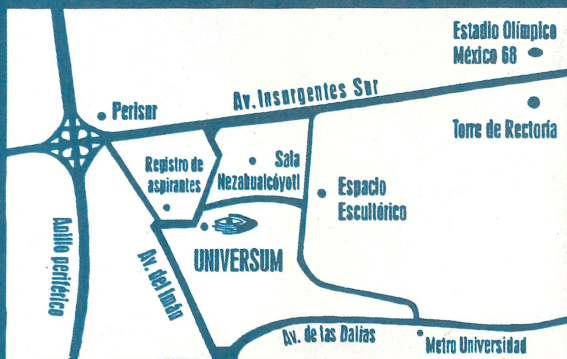 Estadio Olímpico
México 68
Perisur
Av. Insurgentes Sur
Torre de Rectoría
Registro de
aspirantes
Sala
Nezahualcóyotl
Espacio
Escultórico
Anillo periférico
Av. del Imán
UNIVERSUM
Av. de las Dalias
Metro Universidad